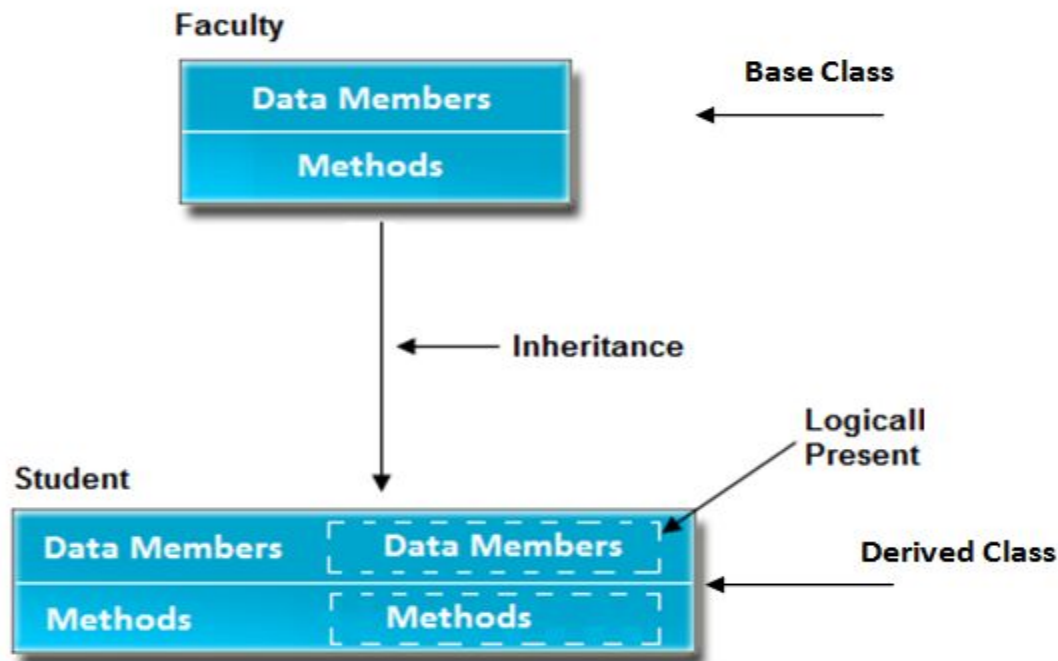 Faculty
Data Members
Methods
Base Class
Inheritance
Logicall
Present
Student
Data Members
Data Members
Methods
Methods
Derived Class